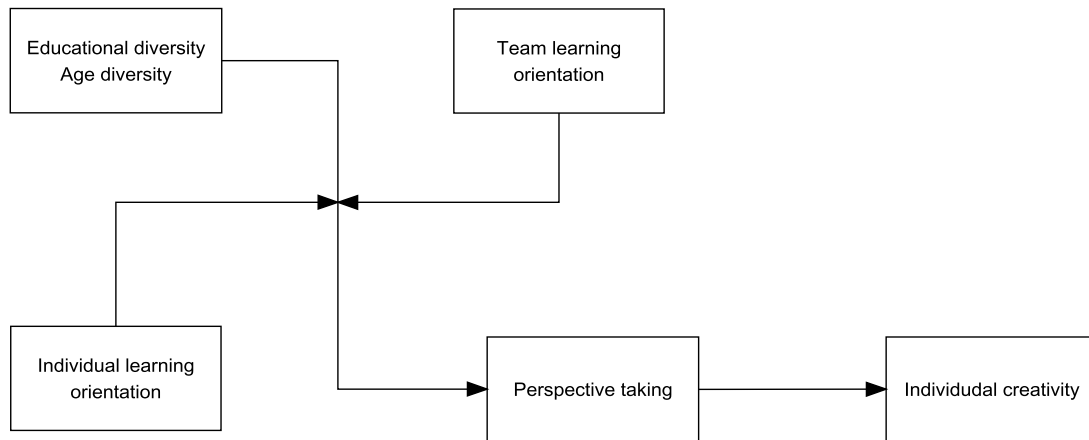 Educational diversity
Age diversity
Team learning
orientation
Individual learning
orientation
Perspective taking
Individudal creativity